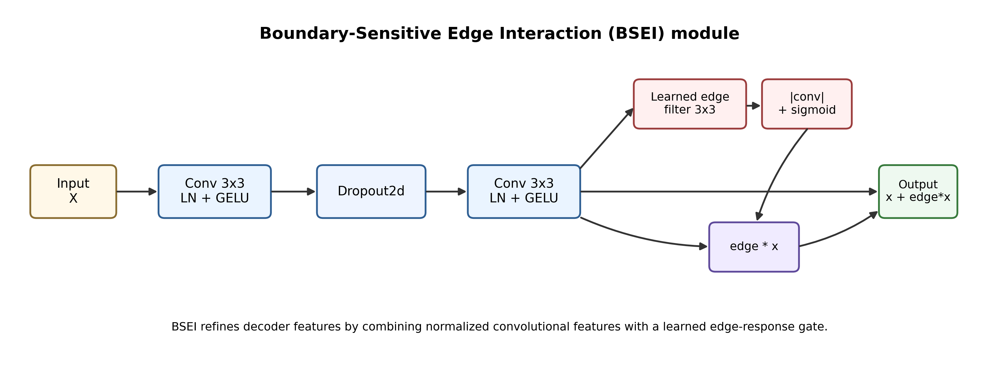 Boundary-Sensitive Edge Interaction (BSEI) module
Learned edge
filter 3x3
|conv|
+ sigmoid
Input
X
Conv 3x3
LN + GELU
Dropout2d
Conv 3x3
LN + GELU
Output
x + edge*x
edge * x
BSEI refines decoder features by combining normalized convolutional features with a learned edge-response gate.